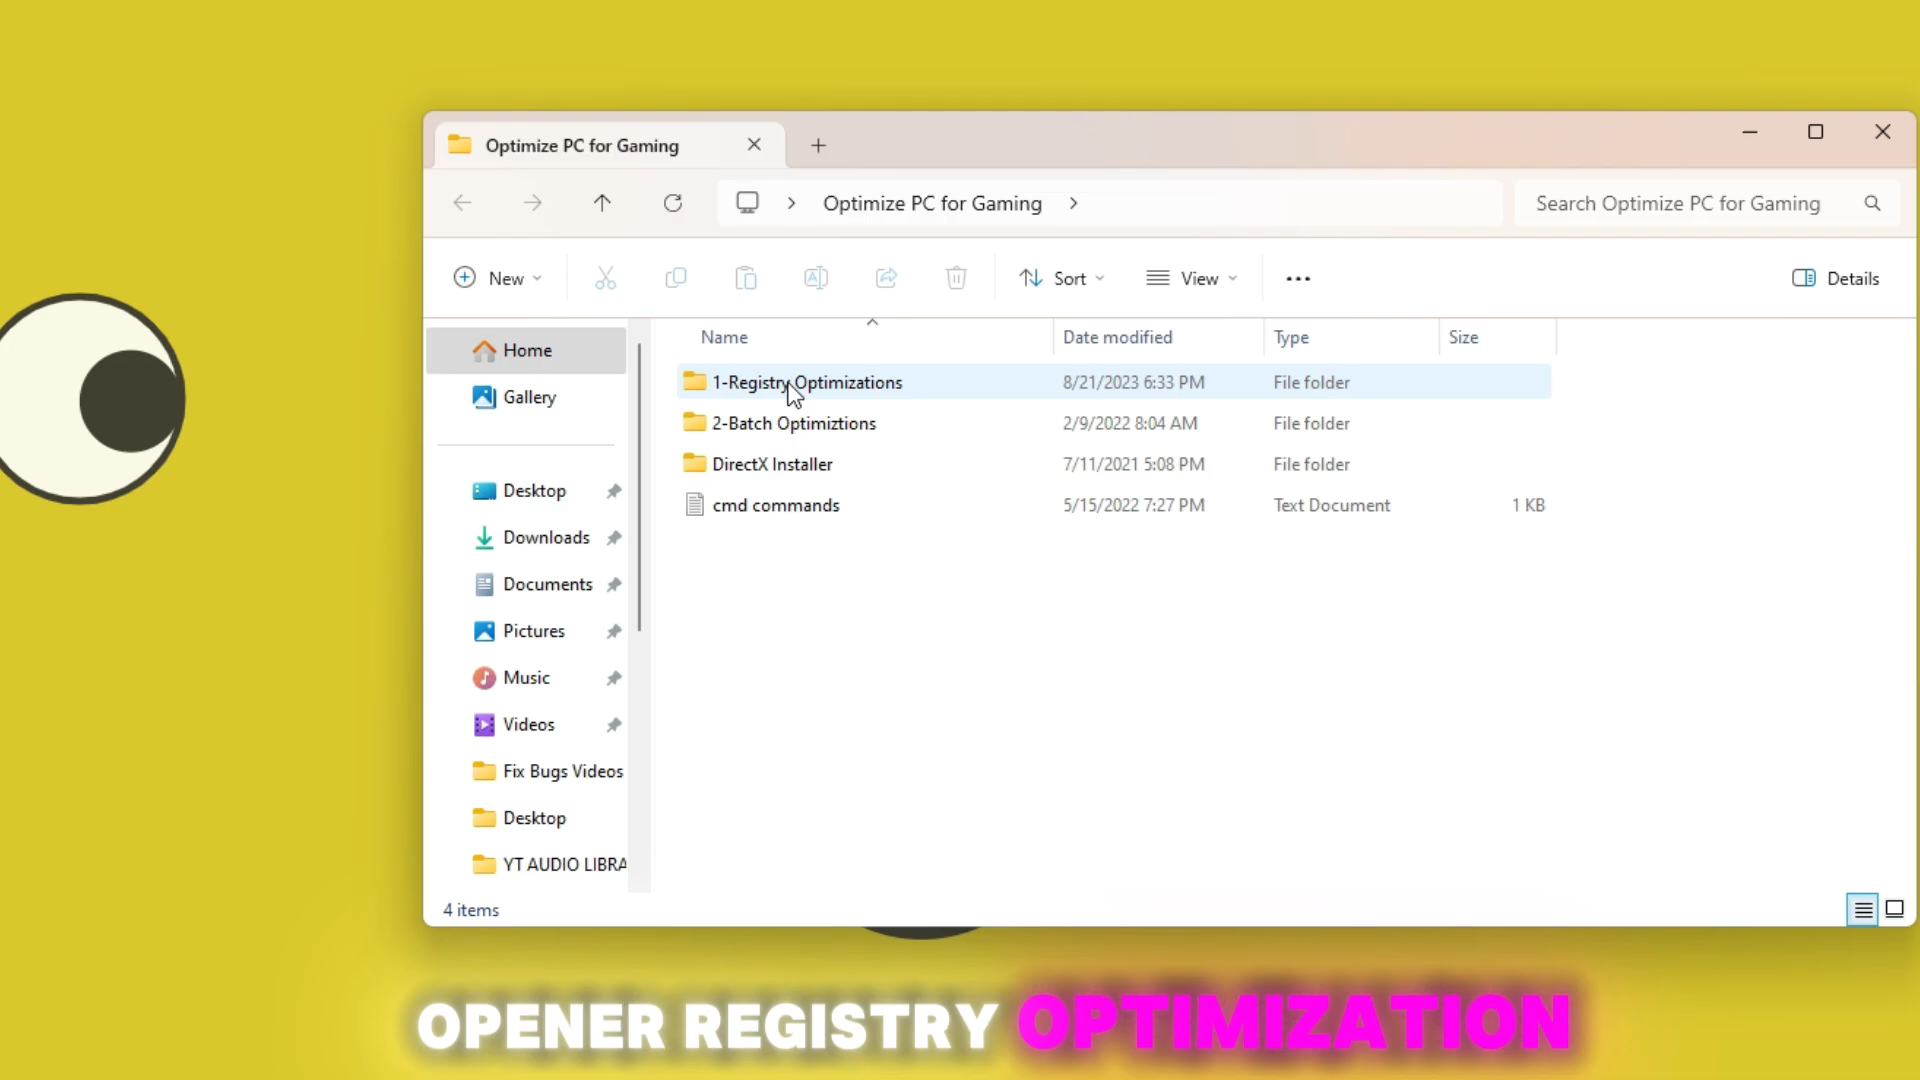 Optimize PC for Gaming
Optimize PC for Gaming
Search Optimize PC for Gaming
New
Sort
View
Details
Name Date modified Type Size
Home
Gallery
Desktop
Downloads
Documents
Pictures
Music
Videos
Fix Bugs Videos
Desktop
YT AUDIO LIBRA
1-Registry Optimizations 8/21/2023 6:33 PM File folder
2-Batch Optimiztions 2/9/2022 8:04 AM File folder
DirectX Installer 7/11/2021 5:08 PM File folder
cmd commands 5/15/2022 7:27 PM Text Document 1 KB
4 items
OPENER REGISTRY OPTIMIZATION